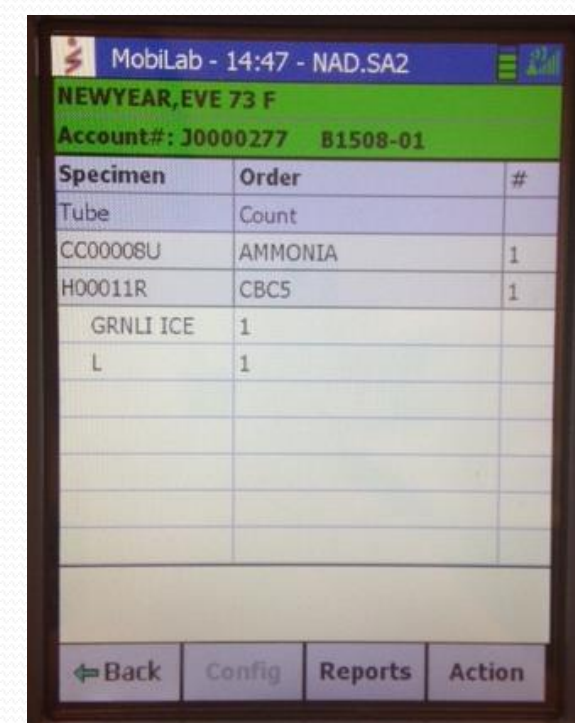 MobiLab - 14:47 - NAD.SA2
NEWYEAR,EVE 73 F
Account#: J0000277 B1508-01
Specimen Order #
Tube Count
CC00008U AMMONIA 1
H00011R CBC5 1
GRNLI ICE 1
L 1
Back Config Reports Action